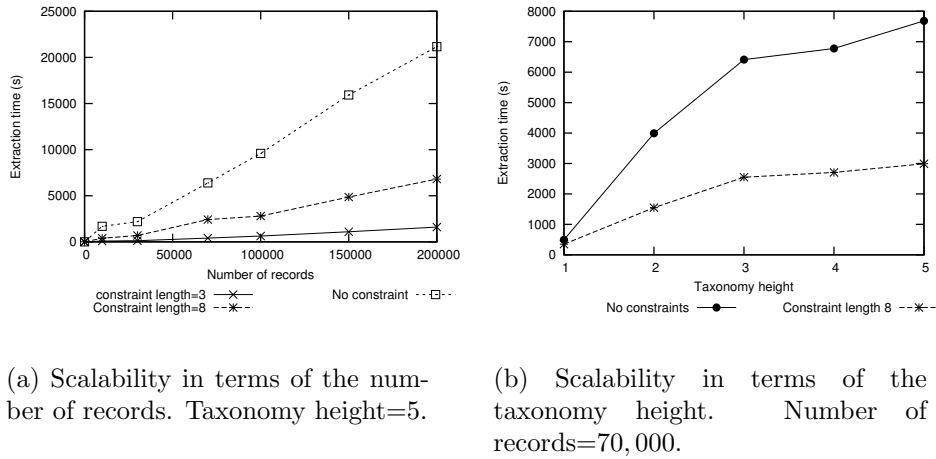 25000
20000
15000
10000
5000
0
Extraction time (s)
0 50000 100000 150000 200000
Number of records
constraint length=3
Constraint length=8
No constraint
8000
7000
6000
5000
4000
3000
2000
1000
0
Extraction time (s)
1 2 3 4 5
Taxonomy height
No constraints
Constraint length 8
(a) Scalability in terms of the num-
ber of records. Taxonomy height=5.
(b) Scalability in terms of the
taxonomy height. Number of
records=70,000.